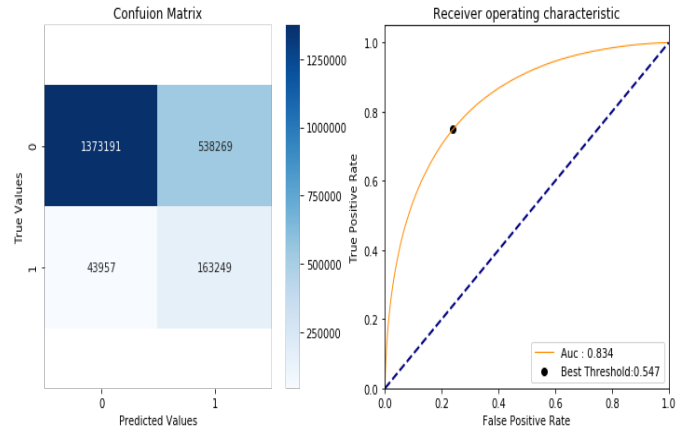 Confuion Matrix
True Values
0
1
1373191 538269
43957 163249
0 1
Predicted Values
1250000
1000000
750000
500000
250000
Receiver operating characteristic
True Positive Rate
1.0
0.8
0.6
0.4
0.2
0.0
0.0 0.2 0.4 0.6 0.8 1.0
False Positive Rate
Auc : 0.834
Best Threshold:0.547